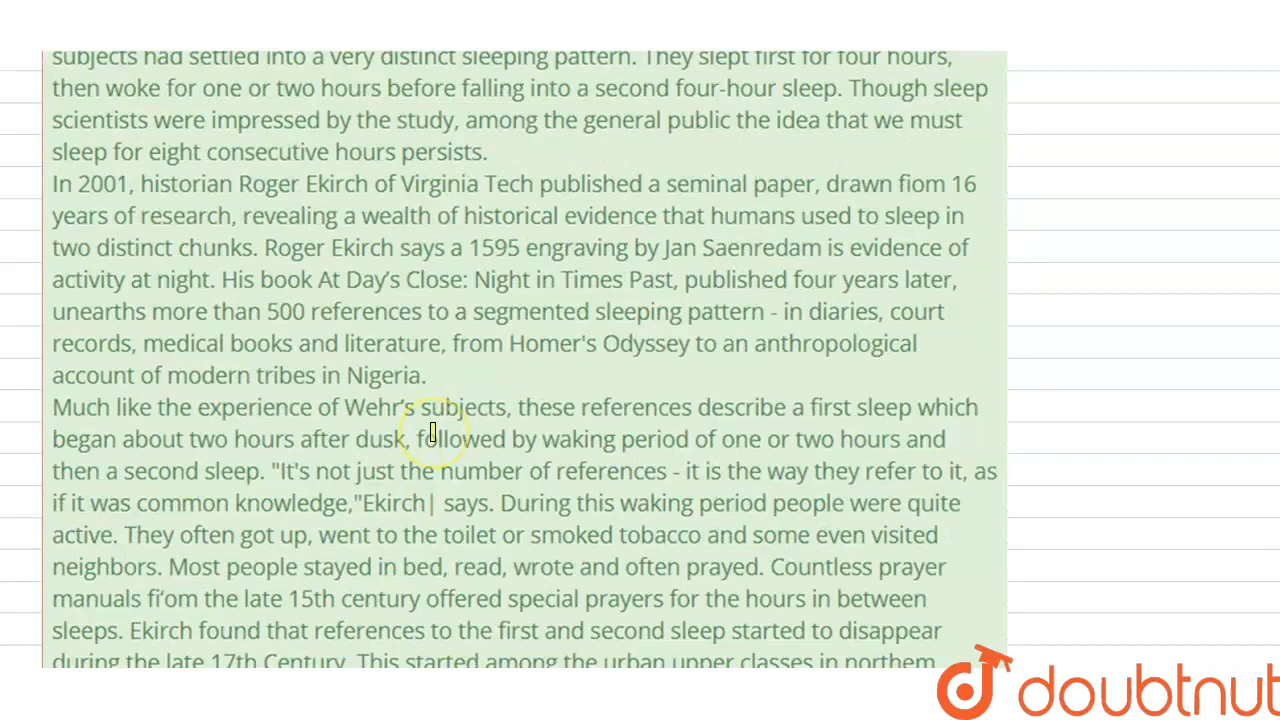 subjects had settled into a very distinct sleeping pattern. They slept first for four hours,
then woke for one or two hours before falling into a second four-hour sleep. Though sleep
scientists were impressed by the study, among the general public the idea that we must
sleep for eight consecutive hours persists.
In 2001, historian Roger Ekirch of Virginia Tech published a seminal paper, drawn fiom 16
years of research, revealing a wealth of historical evidence that humans used to sleep in
two distinct chunks. Roger Ekirch says a 1595 engraving by Jan Saenredam is evidence of
activity at night. His book At Day's Close: Night in Times Past, published four years later,
unearths more than 500 references to a segmented sleeping pattern - in diaries, court
records, medical books and literature, from Homer's Odyssey to an anthropological
account of modern tribes in Nigeria.
Much like the experience of Wehr's subjects, these references describe a first sleep which
began about two hours after dusk, followed by waking period of one or two hours and
then a second sleep. "It's not just the number of references - it is the way they refer to it, as
if it was common knowledge,"Ekirch| says. During this waking period people were quite
active. They often got up, went to the toilet or smoked tobacco and some even visited
neighbors. Most people stayed in bed, read, wrote and often prayed. Countless prayer
manuals fi‘om the late 15th century offered special prayers for the hours in between
sleeps. Ekirch found that references to the first and second sleep started to disappear
during the late 17th Century. This started among the urban upper classes in northem
doubtnut